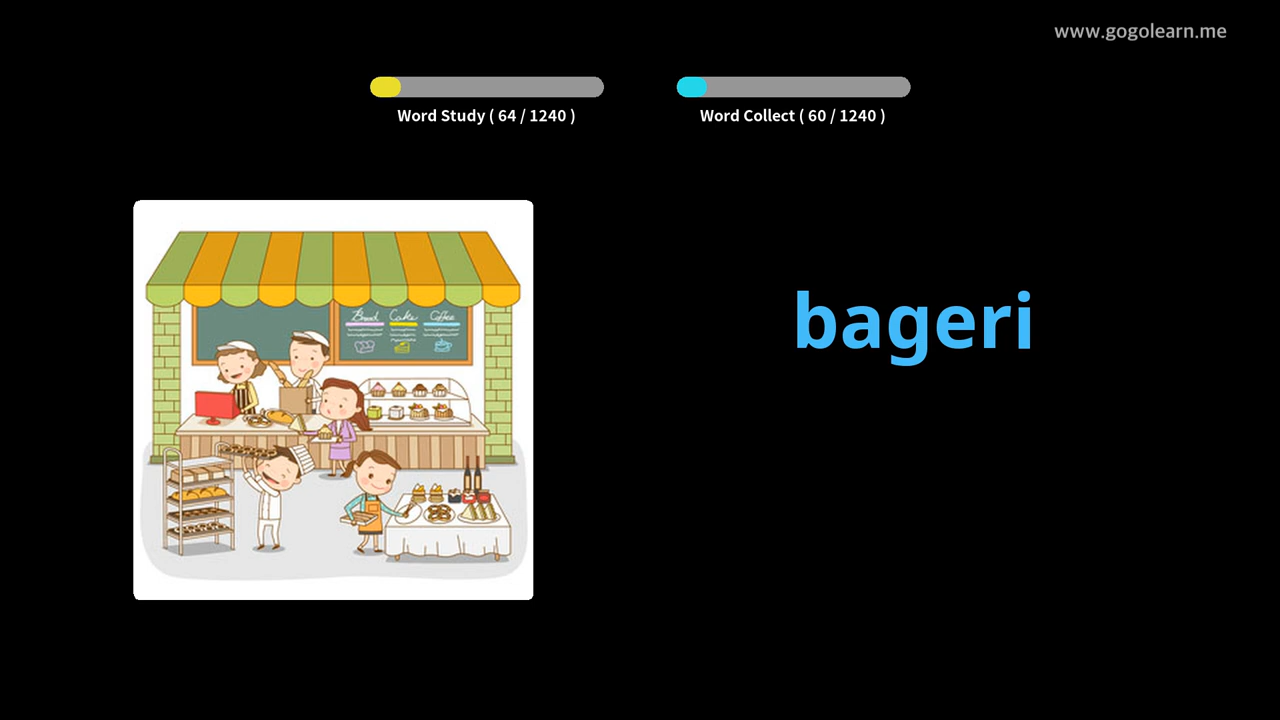 www.gogolearn.me
Word Study ( 64 / 1240 )
Word Collect ( 60 / 1240 )
Bread Cake Coffee
bageri